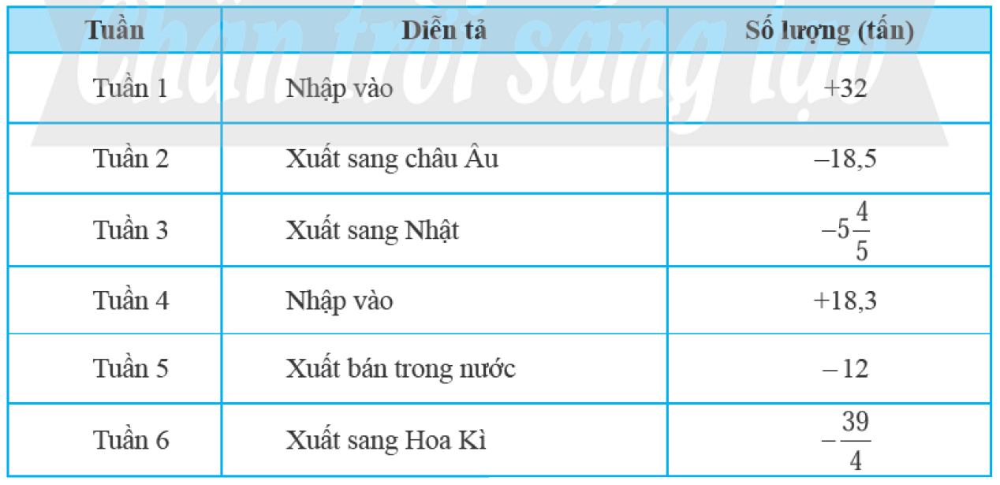 Chân trời sáng tạo
Tuần Diễn tả Số lượng (tấn)
Tuần 1 Nhập vào +32
Tuần 2 Xuất sang châu Âu –18,5
Tuần 3 Xuất sang Nhật –5 4/5
Tuần 4 Nhập vào +18,3
Tuần 5 Xuất bán trong nước – 12
Tuần 6 Xuất sang Hoa Kì –39/4